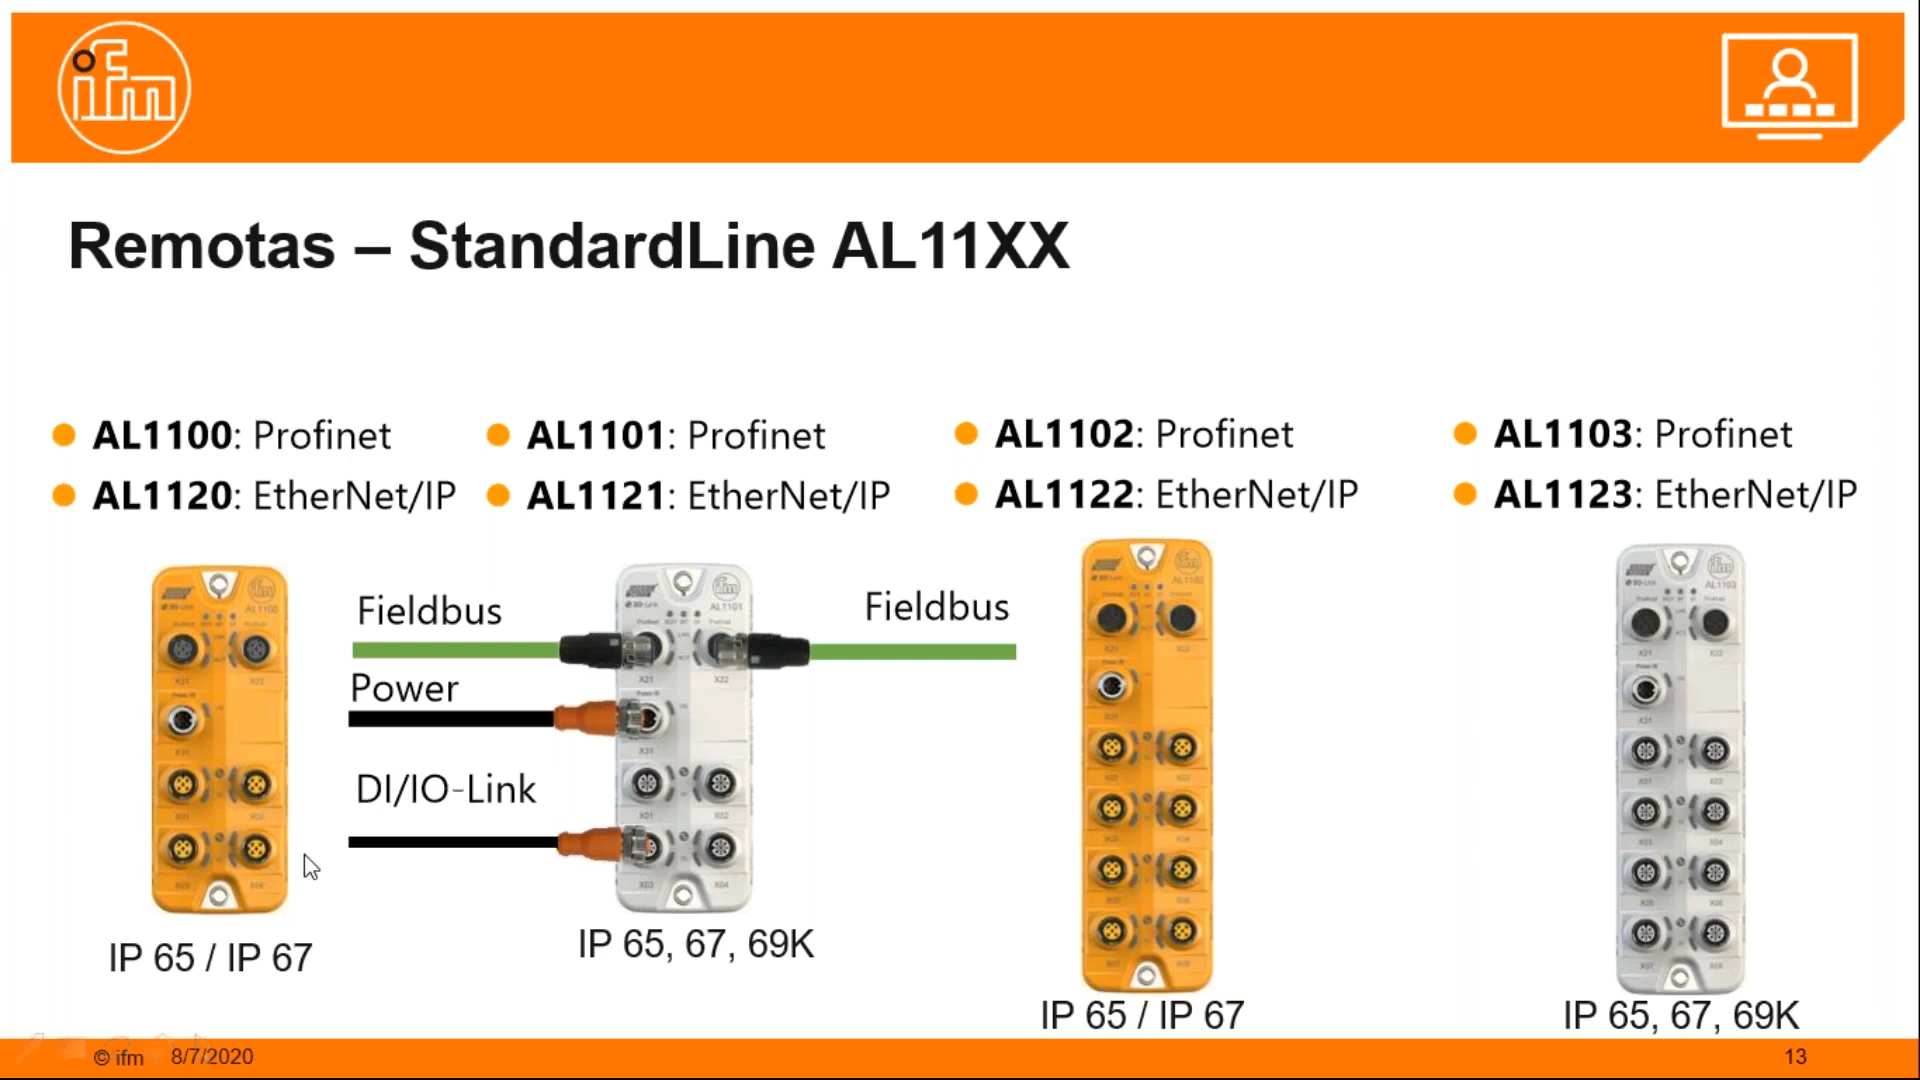 ifm
Remotas – StandardLine AL11XX
AL1100: Profinet
AL1120: EtherNet/IP
AL1101: Profinet
AL1121: EtherNet/IP
AL1102: Profinet
AL1122: EtherNet/IP
AL1103: Profinet
AL1123: EtherNet/IP
Fieldbus
Power
DI/IO-Link
Fieldbus
IP 65 / IP 67
IP 65, 67, 69K
IP 65 / IP 67
IP 65, 67, 69K
© ifm 8/7/2020
13